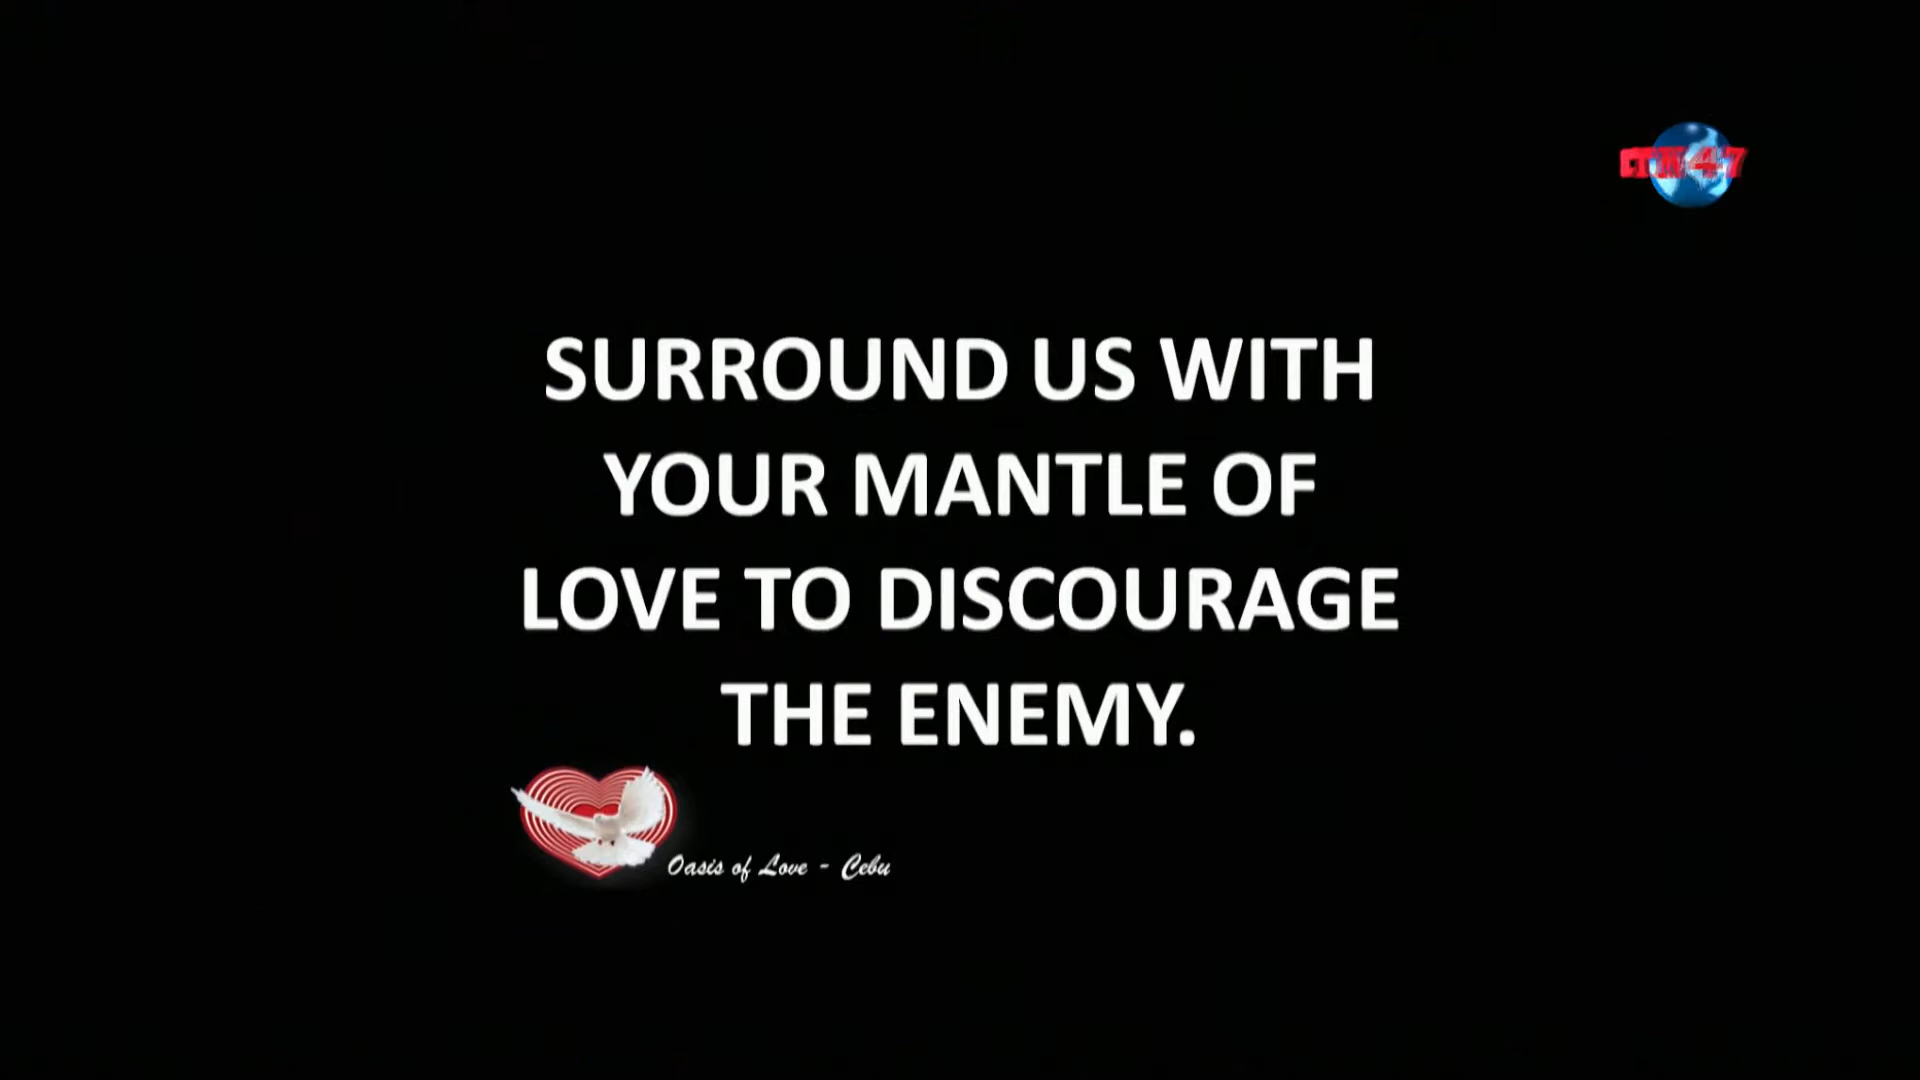 SURROUND US WITH
YOUR MANTLE OF
LOVE TO DISCOURAGE
THE ENEMY.
Oasis of Love - Cebu